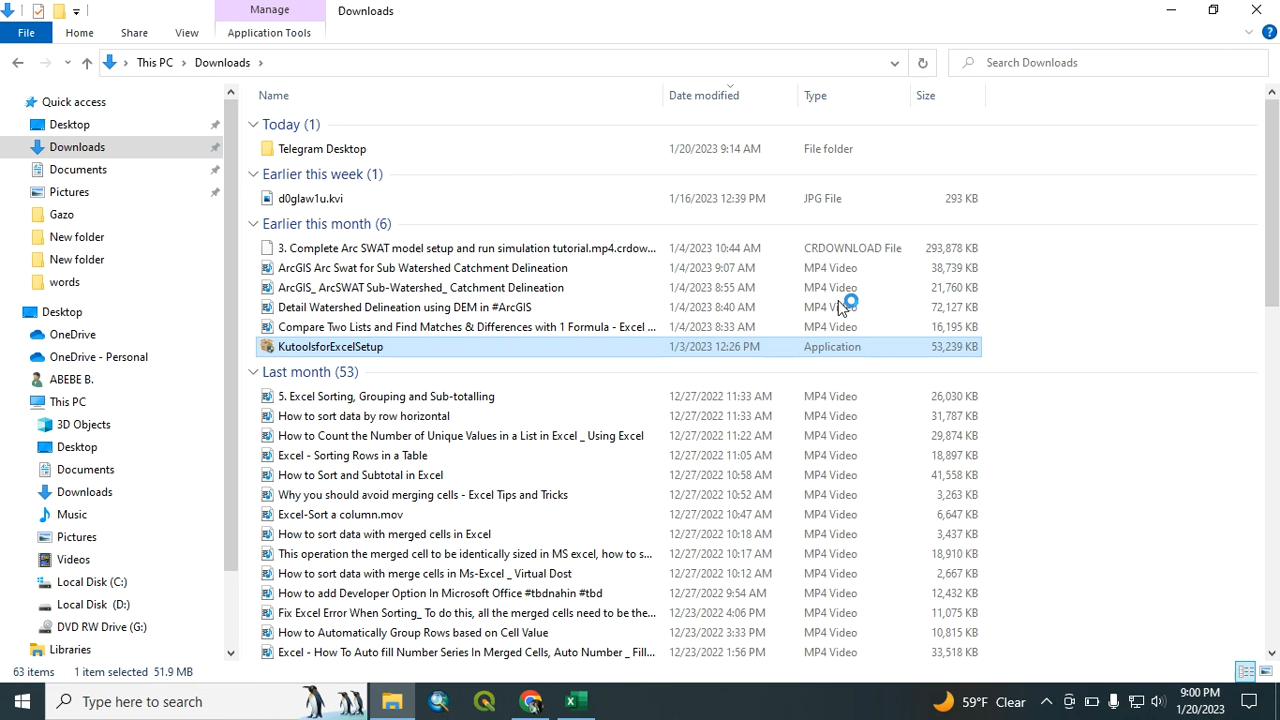 Manage
Downloads
File
Home
Share
View
Application Tools
This PC
Downloads
Search Downloads
Name
Date modified
Type
Size
Today (1)
Telegram Desktop 1/20/2023 9:14 AM File folder
Earlier this week (1)
d0glaw1u.kvi 1/16/2023 12:39 PM JPG File 293 KB
Earlier this month (6)
3. Complete Arc SWAT model setup and run simulation tutorial.mp4.crdow... 1/4/2023 10:44 AM CRDOWNLOAD File 293,878 KB
ArcGIS Arc Swat for Sub Watershed Catchment Delineation 1/4/2023 9:07 AM MP4 Video 38,739 KB
ArcGIS_ ArcSWAT Sub-Watershed_ Catchment Delineation 1/4/2023 8:55 AM MP4 Video 21,760 KB
Detail Watershed Delineation using DEM in #ArcGIS 1/4/2023 8:40 AM MP4 Video 72,127 KB
Compare Two Lists and Find Matches & Differences with 1 Formula - Excel ... 1/4/2023 8:33 AM MP4 Video 16,195 KB
KutoolsforExcelSetup 1/3/2023 12:26 PM Application 53,239 KB
Last month (53)
5. Excel Sorting, Grouping and Sub-totalling 12/27/2022 11:33 AM MP4 Video 26,030 KB
How to sort data by row horizontal 12/27/2022 11:33 AM MP4 Video 31,787 KB
How to Count the Number of Unique Values in a List in Excel _ Using Excel 12/27/2022 11:22 AM MP4 Video 29,874 KB
Excel - Sorting Rows in a Table 12/27/2022 11:05 AM MP4 Video 18,897 KB
How to Sort and Subtotal in Excel 12/27/2022 10:58 AM MP4 Video 41,558 KB
Why you should avoid merging cells - Excel Tips and Tricks 12/27/2022 10:52 AM MP4 Video 3,263 KB
Excel-Sort a column.mov 12/27/2022 10:47 AM MP4 Video 6,647 KB
How to sort data with merged cells in Excel 12/27/2022 10:18 AM MP4 Video 3,437 KB
This operation the merged cell to be identically sized in MS excel, how to s... 12/27/2022 10:17 AM MP4 Video 18,910 KB
How to sort data with merge cells in Ms-Excel _ Virtual Dost 12/27/2022 10:12 AM MP4 Video 2,667 KB
How to add Developer Option In Microsoft Office #tbdnahin #tbd 12/27/2022 9:54 AM MP4 Video 12,432 KB
Fix Excel Error When Sorting_ To do this, all the merged cells need to be the... 12/23/2022 4:06 PM MP4 Video 11,075 KB
How to Automatically Group Rows based on Cell Value 12/23/2022 3:33 PM MP4 Video 10,815 KB
Excel - How To Auto fill Number Series In Merged Cells, Auto Number _ Fill... 12/23/2022 1:56 PM MP4 Video 33,518 KB
Quick access
Desktop
Downloads
Documents
Pictures
Gazo
New folder
New folder
words
Desktop
OneDrive
OneDrive - Personal
ABEBE B.
This PC
3D Objects
Desktop
Documents
Downloads
Music
Pictures
Videos
Local Disk (C:)
Local Disk (D:)
DVD RW Drive (G:)
Libraries
63 items
1 item selected 51.9 MB
Type here to search
59°F Clear
9:00 PM
1/20/2023